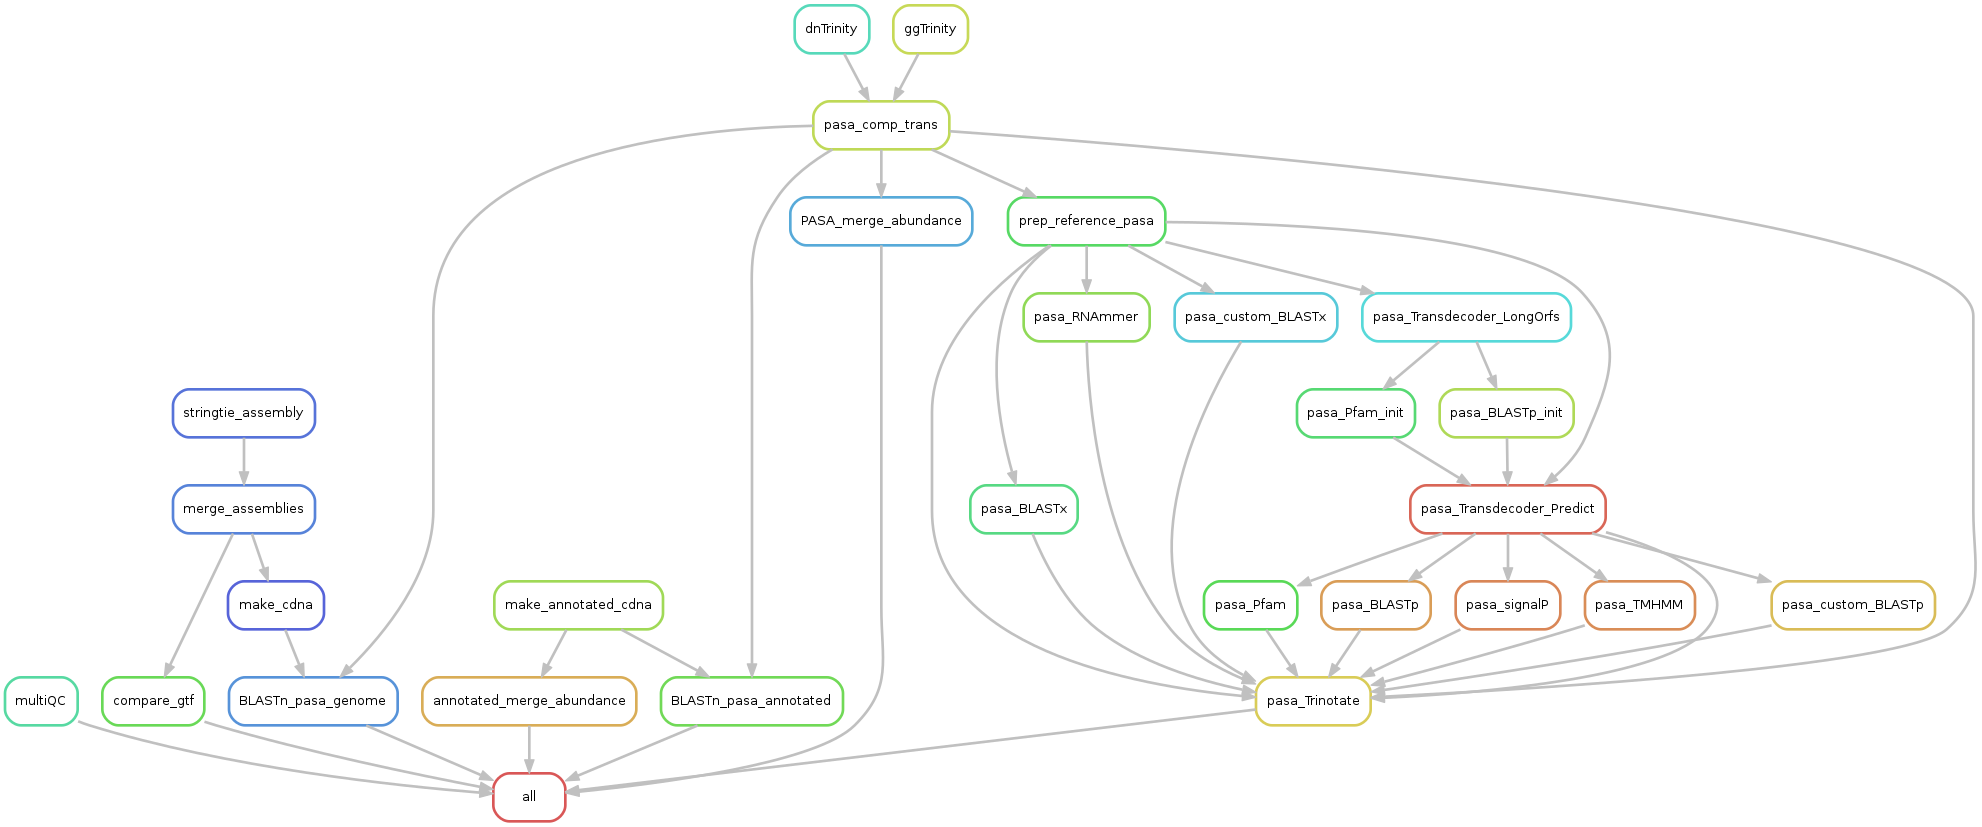 dnTrinity
ggTrinity
pasa_comp_trans
PASA_merge_abundance
prep_reference_pasa
pasa_RNAmmer
pasa_custom_BLASTx
pasa_Transdecoder_LongOrfs
stringtie_assembly
pasa_Pfam_init
pasa_BLASTp_init
merge_assemblies
pasa_BLASTx
pasa_Transdecoder_Predict
make_cdna
make_annotated_cdna
pasa_Pfam
pasa_BLASTp
pasa_signalP
pasa_TMHMM
pasa_custom_BLASTp
multiQC
compare_gtf
BLASTn_pasa_genome
annotated_merge_abundance
BLASTn_pasa_annotated
pasa_Trinotate
all